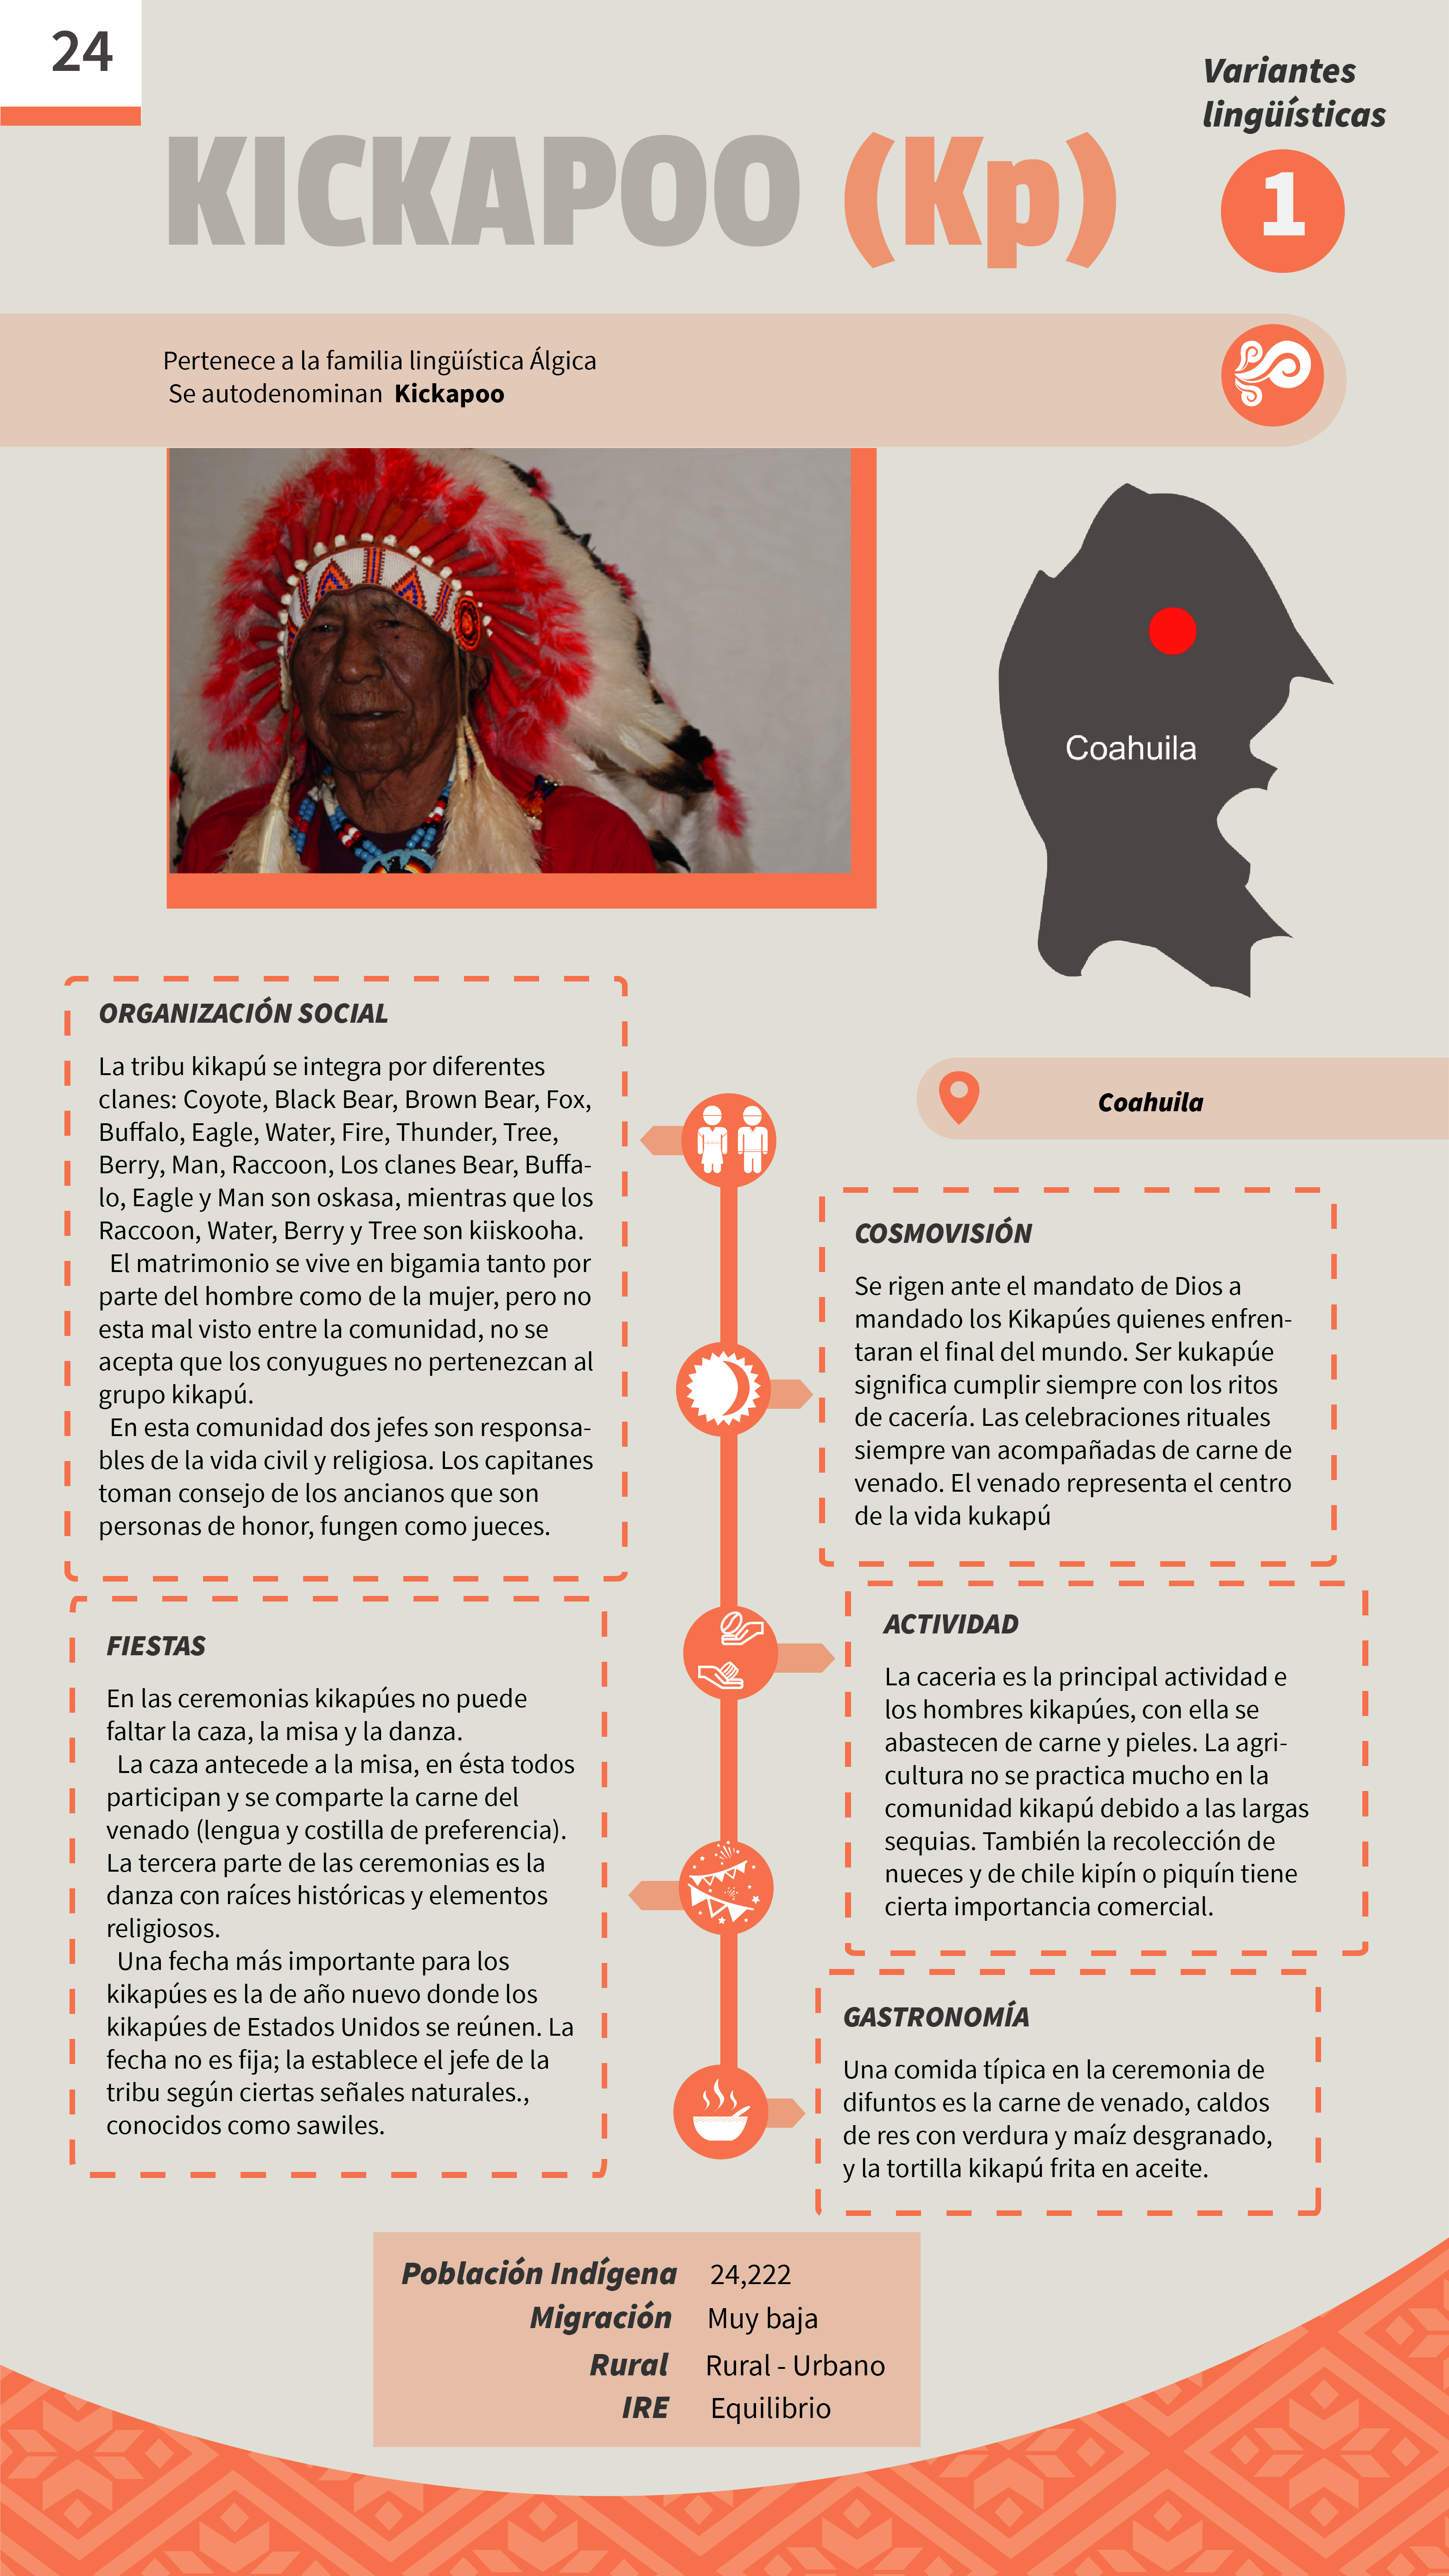 24
Variantes
lingüísticas
KICKAPOO (Kp)
1
Pertenece a la familia lingüística Álgica
Se autodenominan Kickapoo
Coahuila
ORGANIZACIÓN SOCIAL
La tribu kikapú se integra por diferentes
clanes: Coyote, Black Bear, Brown Bear, Fox,
Buffalo, Eagle, Water, Fire, Thunder, Tree,
Berry, Man, Raccoon, Los clanes Bear, Buffa-
lo, Eagle y Man son oskasa, mientras que los
Raccoon, Water, Berry y Tree son kiiskooha.
El matrimonio se vive en bigamia tanto por
parte del hombre como de la mujer, pero no
esta mal visto entre la comunidad, no se
acepta que los conyugues no pertenezcan al
grupo kikapú.
En esta comunidad dos jefes son responsa-
bles de la vida civil y religiosa. Los capitanes
toman consejo de los ancianos que son
personas de honor, fungen como jueces.
Coahuila
COSMOVISIÓN
Se rigen ante el mandato de Dios a
mandado los Kikapúes quienes enfren-
taran el final del mundo. Ser kukapúe
significa cumplir siempre con los ritos
de cacería. Las celebraciones rituales
siempre van acompañadas de carne de
venado. El venado representa el centro
de la vida kukapú
FIESTAS
En las ceremonias kikapúes no puede
faltar la caza, la misa y la danza.
La caza antecede a la misa, en ésta todos
participan y se comparte la carne del
venado (lengua y costilla de preferencia).
La tercera parte de las ceremonias es la
danza con raíces históricas y elementos
religiosos.
Una fecha más importante para los
kikapúes es la de año nuevo donde los
kikapúes de Estados Unidos se reúnen. La
fecha no es fija; la establece el jefe de la
tribu según ciertas señales naturales.,
conocidos como sawiles.
ACTIVIDAD
La caceria es la principal actividad e
los hombres kikapúes, con ella se
abastecen de carne y pieles. La agri-
cultura no se practica mucho en la
comunidad kikapú debido a las largas
sequias. También la recolección de
nueces y de chile kipín o piquín tiene
cierta importancia comercial.
GASTRONOMÍA
Una comida típica en la ceremonia de
difuntos es la carne de venado, caldos
de res con verdura y maíz desgranado,
y la tortilla kikapú frita en aceite.
Población Indígena 24,222
Migración Muy baja
Rural Rural - Urbano
IRE Equilibrio